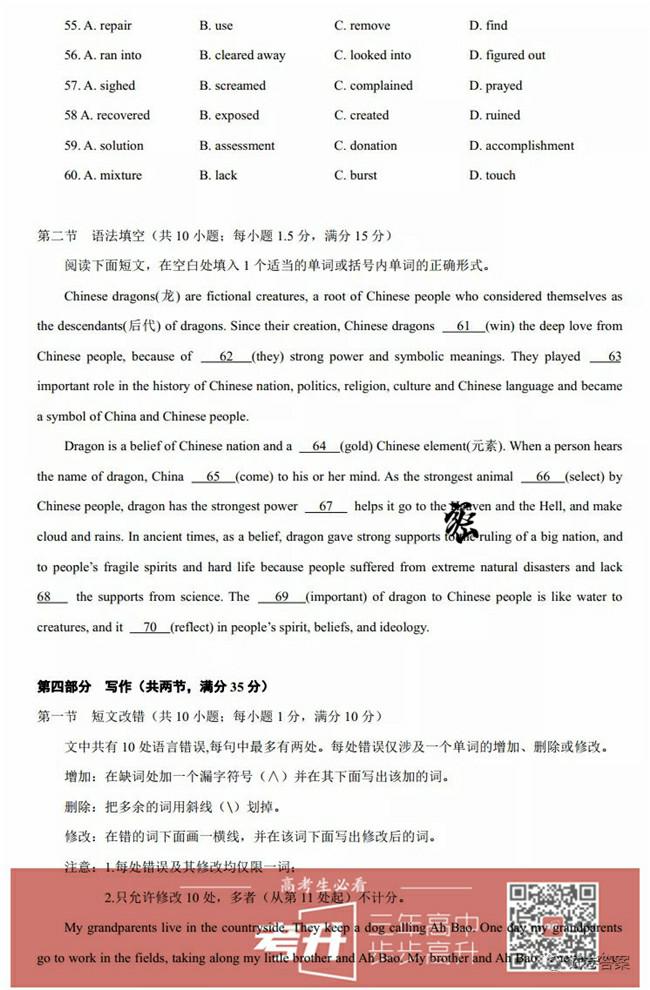 55. A. repair B. use C. remove D. find
56. A. ran into B. cleared away C. looked into D. figured out
57. A. sighed B. screamed C. complained D. prayed
58 A. recovered B. exposed C. created D. ruined
59. A. solution B. assessment C. donation D. accomplishment
60. A. mixture B. lack C. burst D. touch
第二节 语法填空（共 10 小题；每小题 1.5 分，满分 15 分）
阅读下面短文，在空白处填入 1 个适当的单词或括号内单词的正确形式。
Chinese dragons(龙) are fictional creatures, a root of Chinese people who considered themselves as
the descendants(后代) of dragons. Since their creation, Chinese dragons 61 (win) the deep love from
Chinese people, because of 62 (they) strong power and symbolic meanings. They played 63
important role in the history of Chinese nation, politics, religion, culture and Chinese language and became
a symbol of China and Chinese people.
Dragon is a belief of Chinese nation and a 64 (gold) Chinese element(元素). When a person hears
the name of dragon, China 65 (come) to his or her mind. As the strongest animal 66 (select) by
Chinese people, dragon has the strongest power 67 helps it go to the Heaven and the Hell, and make
cloud and rains. In ancient times, as a belief, dragon gave strong supports to the ruling of a big nation, and
to people's fragile spirits and hard life because people suffered from extreme natural disasters and lack
68 the supports from science. The 69 (important) of dragon to Chinese people is like water to
creatures, and it 70 (reflect) in people's spirit, beliefs, and ideology.
第四部分 写作（共两节，满分 35 分）
第一节 短文改错（共 10 小题；每小题 1 分，满分 10 分）
文中共有 10 处语言错误,每句中最多有两处。每处错误仅涉及一个单词的增加、删除或修改。
增加：在缺词处加一个漏字符号（∧）并在其下面写出该加的词。
删除：把多余的词用斜线（\）划掉。
修改：在错的词下面画一横线，并在该词下面写出修改后的词。
注意：1.每处错误及其修改均仅限一词；
高考生必看
2.只允许修改 10 处，多者（从第 11 处起）不计分。
考升
三年高中
步步高升
My grandparents live in the countryside. They keep a dog calling Ah Bao. One day my grandparents
go to work in the fields, taking along my little brother and Ah Bao. My brother and Ah Bao
答案